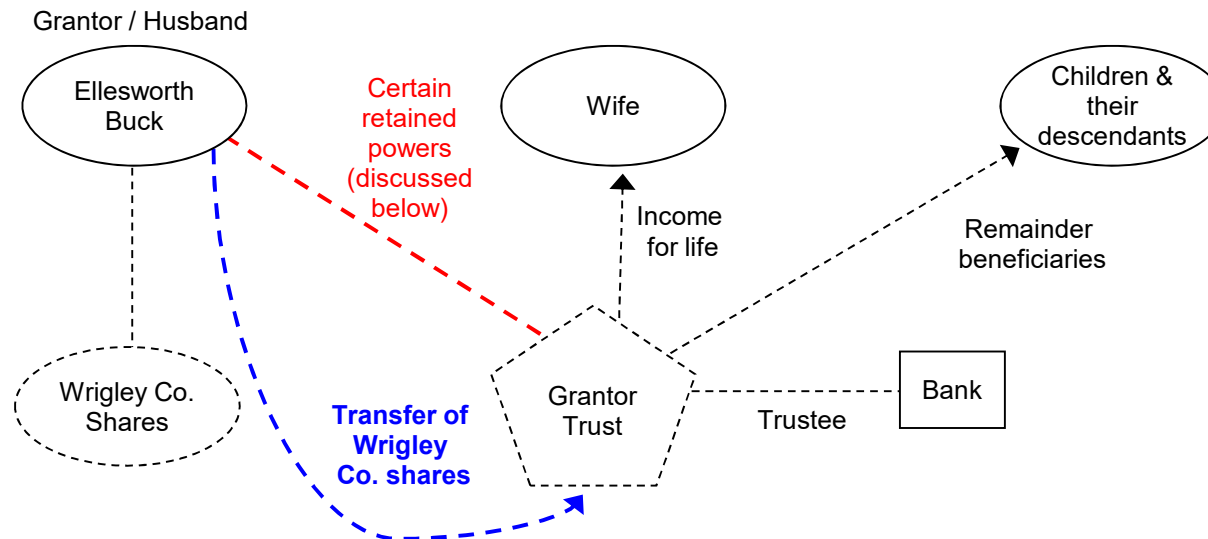 Grantor / Husband
Ellesworth
Buck
Certain
retained
powers
(discussed
below)
Wife
Children &
their
descendants
Income
for life
Remainder
beneficiaries
Wrigley Co.
Shares
Transfer of
Wrigley
Co. shares
Grantor
Trust
Trustee
Bank